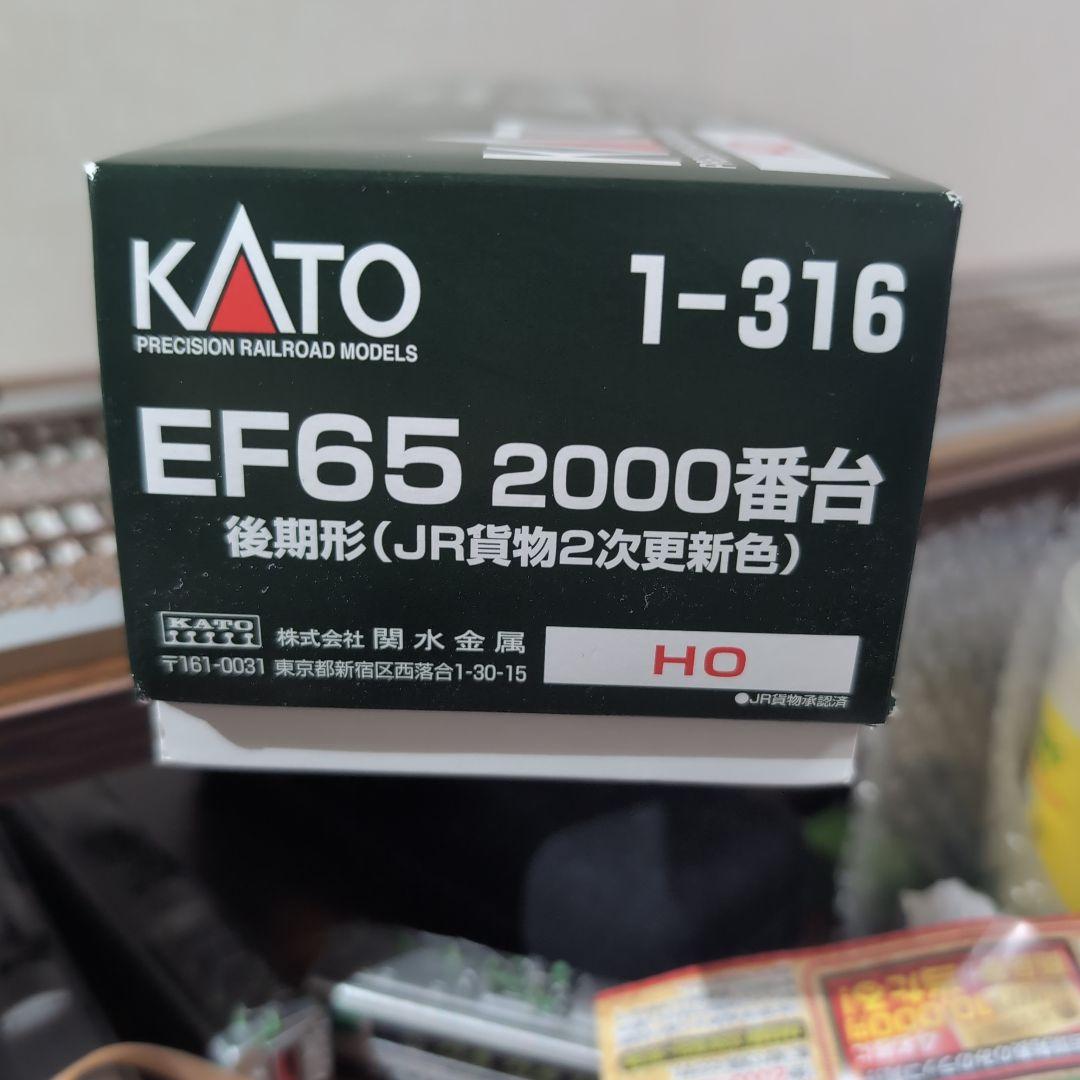 KATO
PRECISION RAILROAD MODELS
1-316
EF65 2000番台
後期形(JR貨物2次更新色)
KATO
株式会社 関水金属
〒161-0031 東京都新宿区西落合1-30-15
HO
●JR貨物承認済